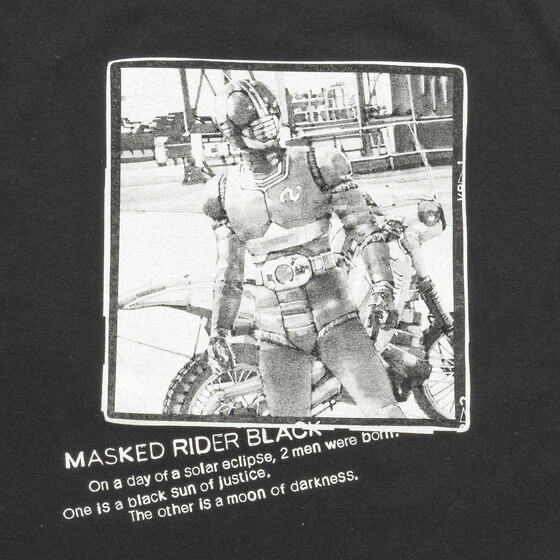 MASKED RIDER BLACK
On a day of a solar eclipse, 2 men were born.
One is a black sun of justice.
The other is a moon of darkness.